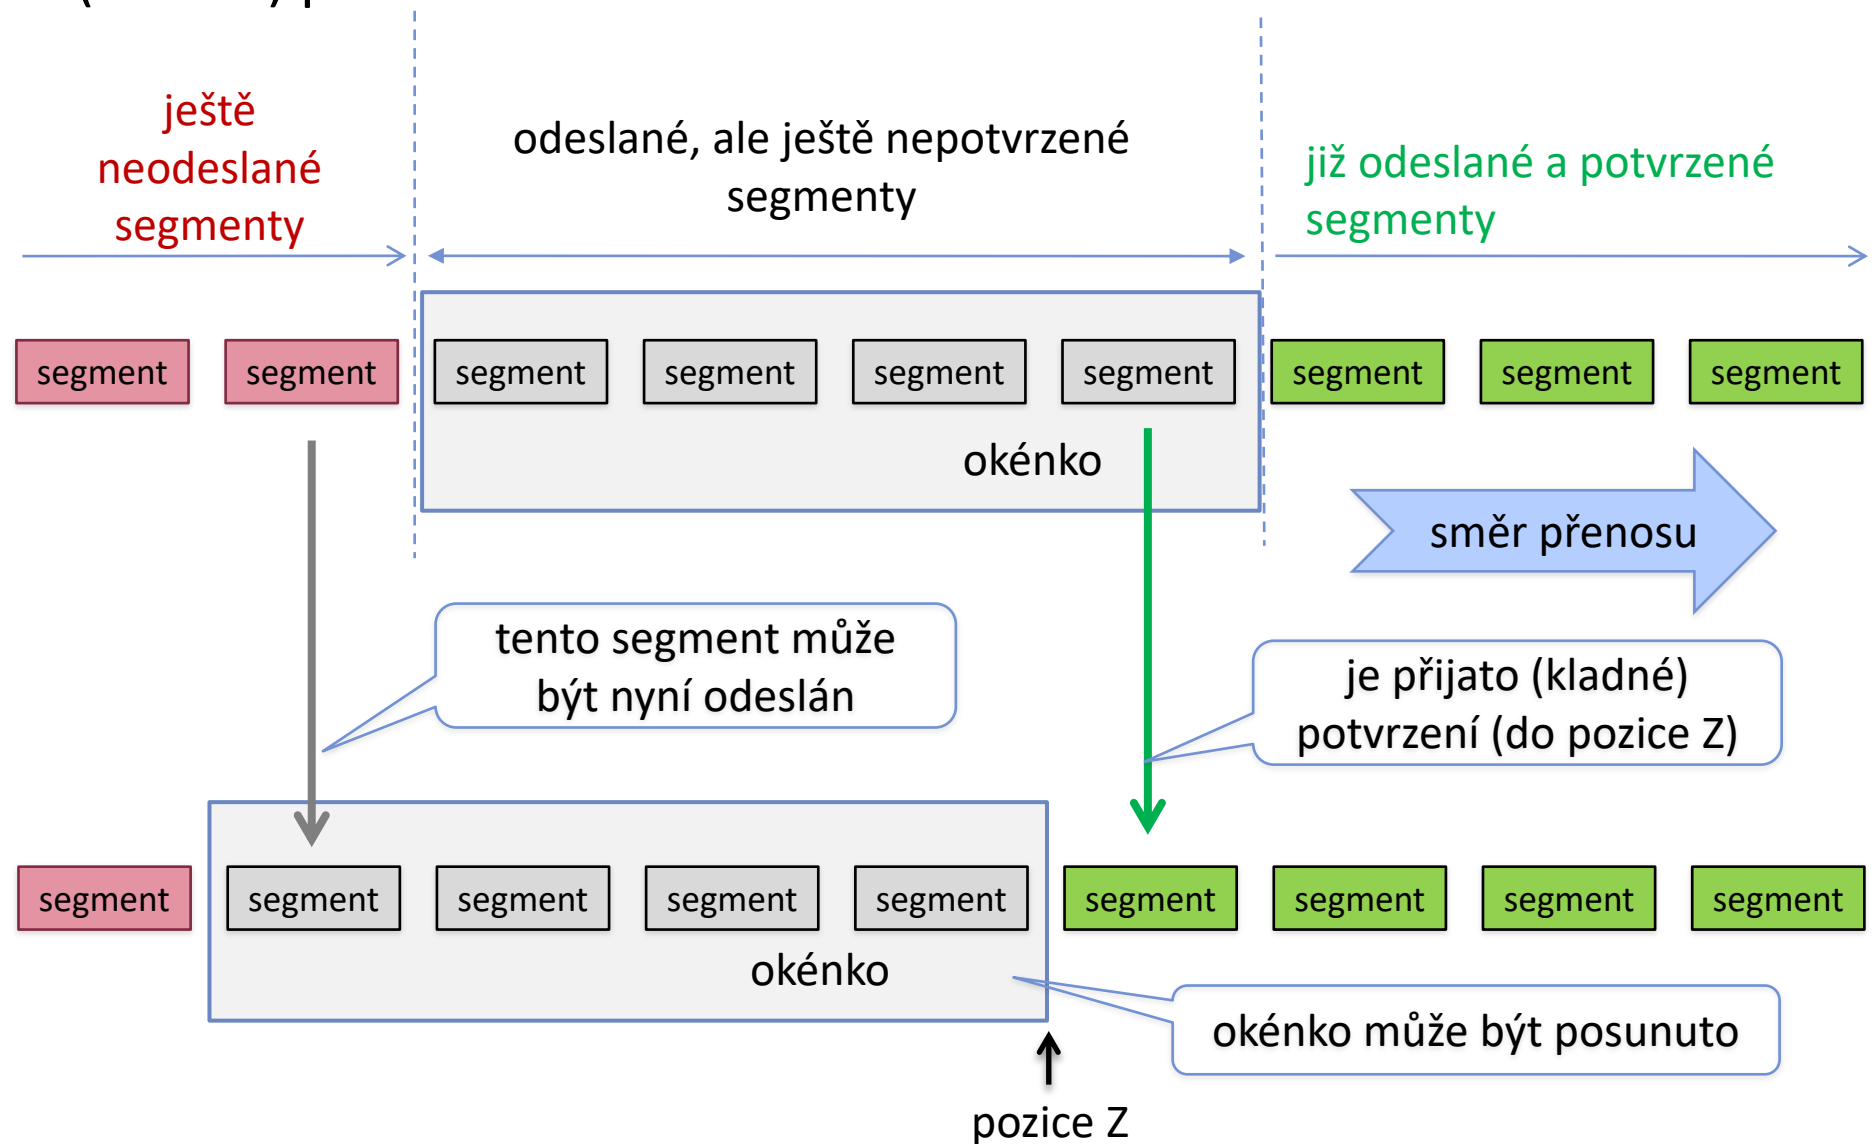 ještě
neodeslané
segmenty
odeslané, ale ještě nepotvrzené
segmenty
již odeslané a potvrzené
segmenty
segment segment segment segment segment segment segment segment segment
okénko
směr přenosu
tento segment může
být nyní odeslán
je přijato (kladné)
potvrzení (do pozice Z)
segment segment segment segment segment segment segment segment segment
okénko
okénko může být posunuto
pozice Z